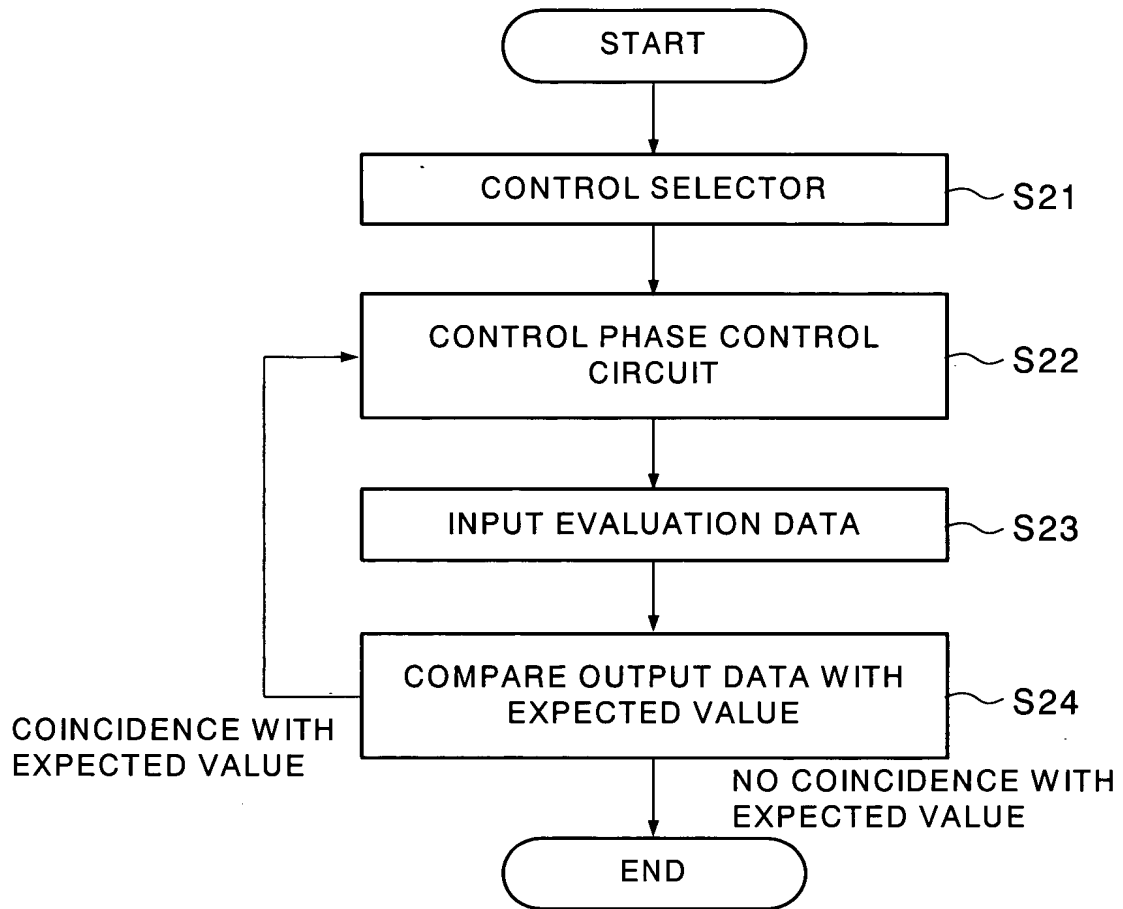 START
CONTROL SELECTOR
S21
CONTROL PHASE CONTROL
CIRCUIT
S22
INPUT EVALUATION DATA
S23
COMPARE OUTPUT DATA WITH
EXPECTED VALUE
S24
COINCIDENCE WITH
EXPECTED VALUE
NO COINCIDENCE WITH
EXPECTED VALUE
END